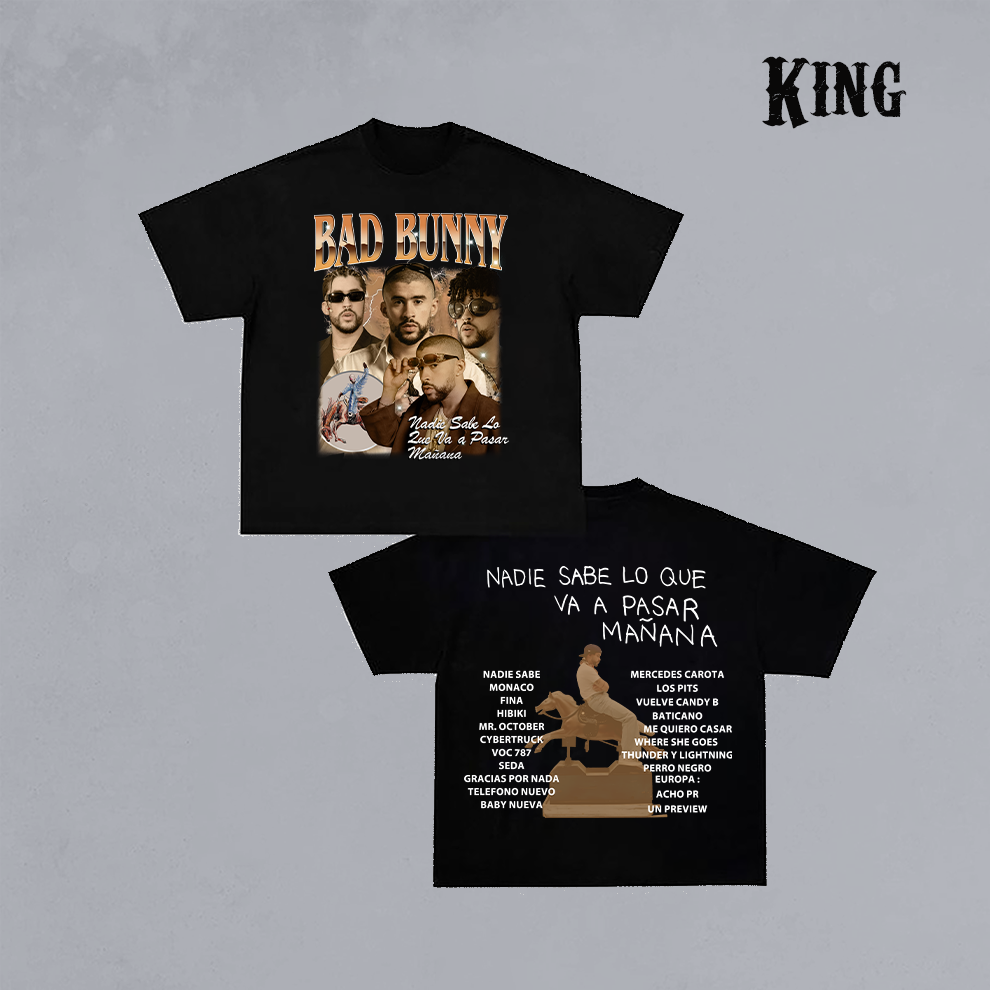 KING
BAD BUNNY
Nadie Sabe Lo
Que Va a Pasar
Mañana
NADIE SABE LO QUE
VA A PASAR
MAÑANA
NADIE SABE
MONACO
FINA
HIBIKI
MR. OCTOBER
CYBERTRUCK
VOC 787
SEDA
GRACIAS POR NADA
TELEFONO NUEVO
BABY NUEVA
MERCEDES CAROTA
LOS PITS
VUELVE CANDY B
BATICANO
ME QUIERO CASAR
WHERE SHE GOES
THUNDER Y LIGHTNING
PERRO NEGRO
EUROPA :
ACHO PR
UN PREVIEW